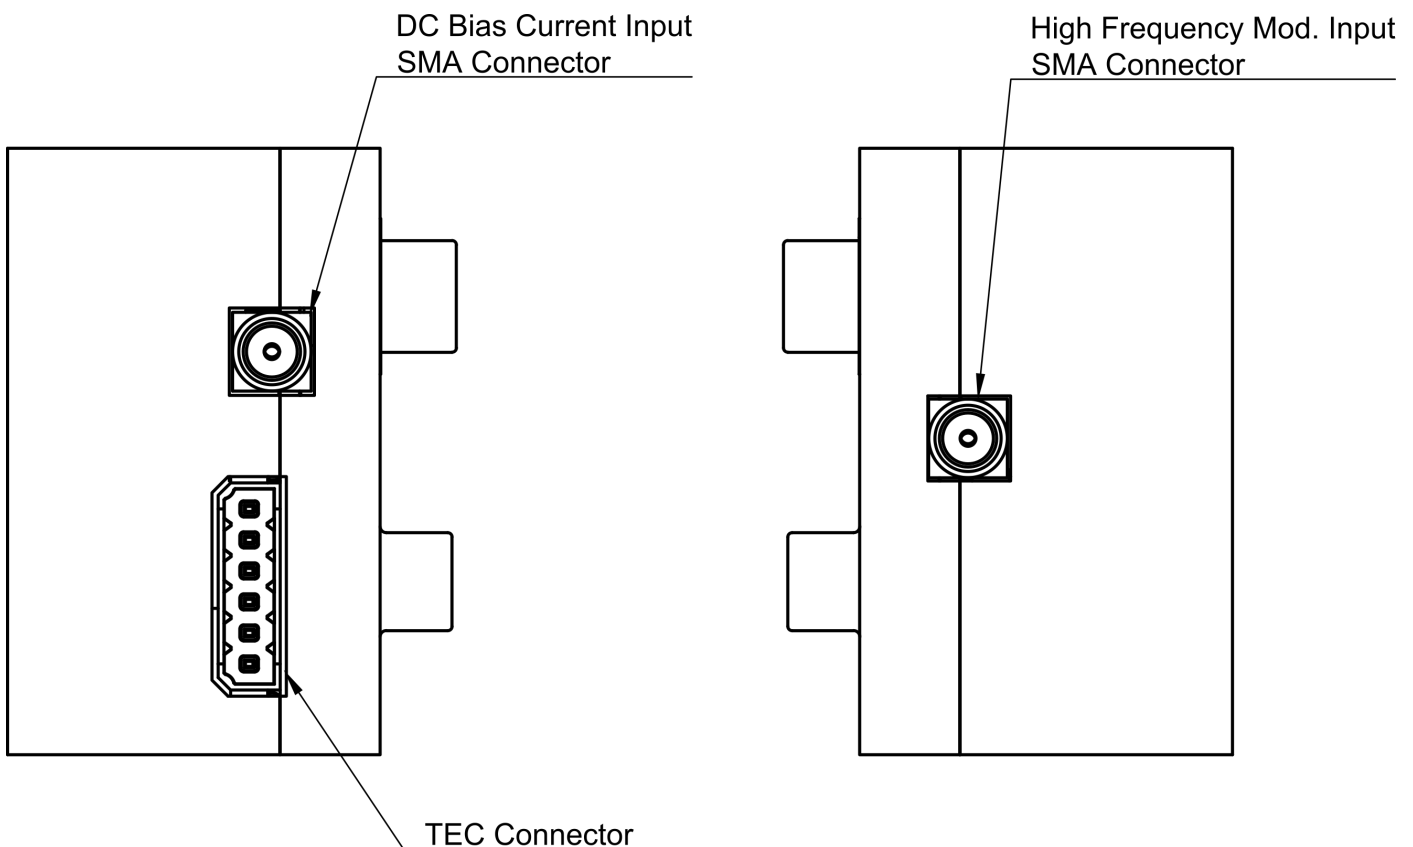 DC Bias Current Input
SMA Connector
High Frequency Mod. Input
SMA Connector
TEC Connector